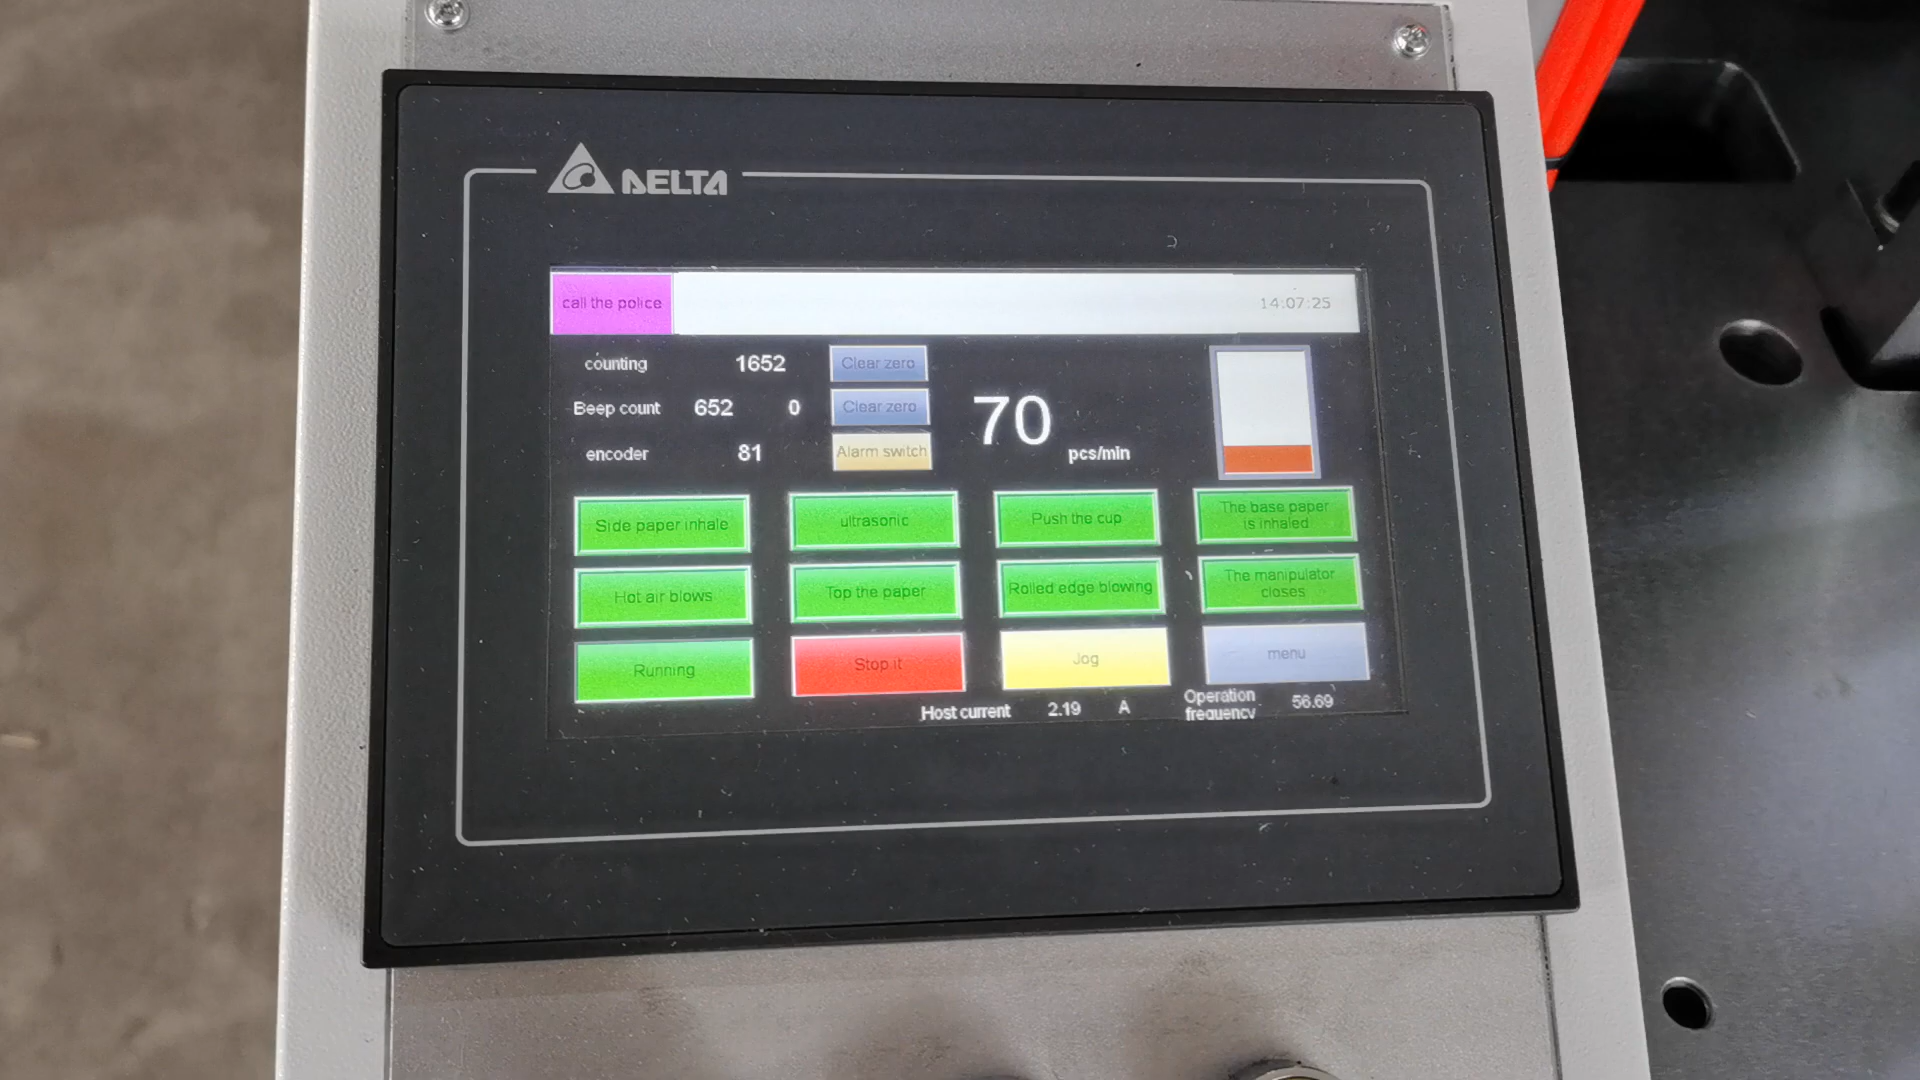 DELTA
call the police
14:07:25
counting 1652 Clear zero
Beep count 652 0 Clear zero
70 pcs/min
encoder 81 Alarm switch
Side paper inhale
ultrasonic
Push the cup
The base paper
is inhaled
Hot air blows
Top the paper
Rolled edge blowing
The manipulator
closes
Running
Stop it
Jog
menu
Host current 2.19 A
Operation
frequency 56.69